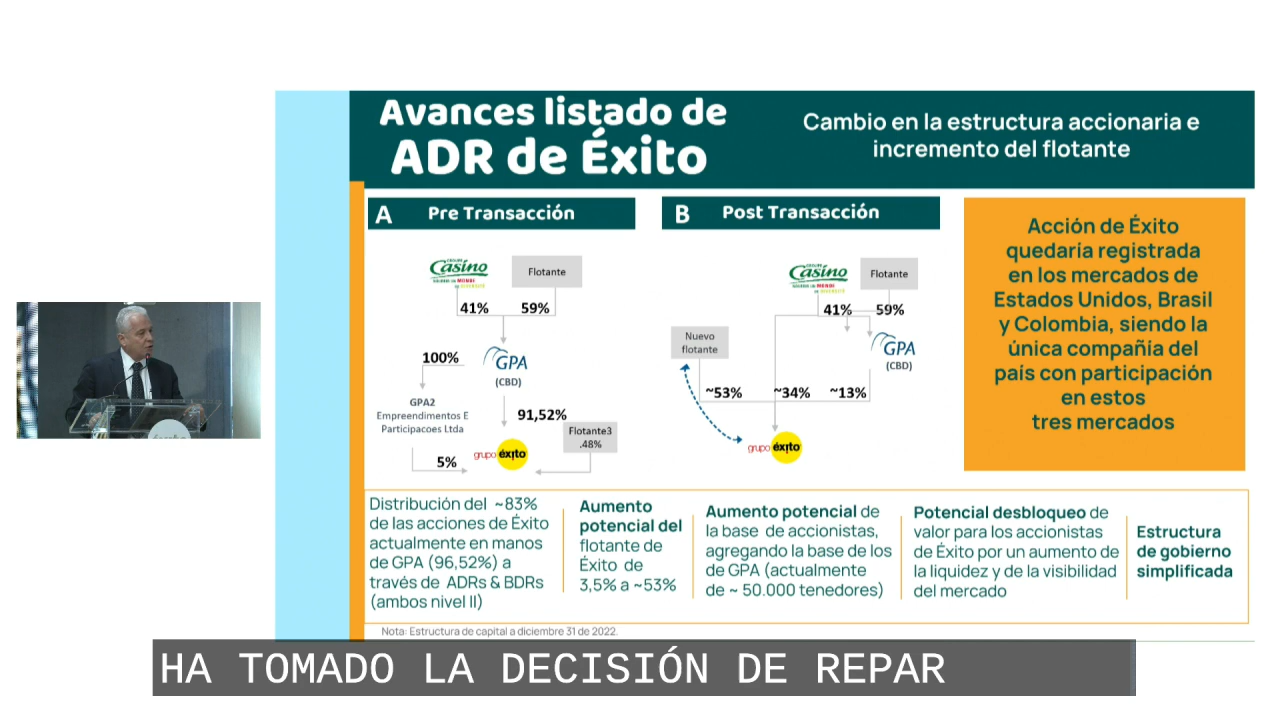 Avances listado de
ADR de Éxito
Cambio en la estructura accionaria e
incremento del flotante
A Pre Transacción
Casino
Flotante
41% 59%
100%
GPA
(CBD)
GPA2
Empreendimentos E
Participacoes Ltda
91,52%
Flotante3
.48%
5%
grupo éxito
B Post Transacción
Casino
Flotante
41% 59%
Nuevo
flotante
GPA
(CBD)
~53% ~34% ~13%
grupo éxito
Acción de Éxito
quedaría registrada
en los mercados de
Estados Unidos, Brasil
y Colombia, siendo la
única compañía del
país con participación
en estos
tres mercados
Distribución del ~83%
de las acciones de Éxito
actualmente en manos
de GPA (96,52%) a
través de ADRs & BDRs
(ambos nivel II)
Aumento
potencial del
flotante de
Éxito de
3,5% a ~53%
Aumento potencial de
la base de accionistas,
agregando la base de los
de GPA (actualmente
de ~ 50.000 tenedores)
Potencial desbloqueo de
valor para los accionistas
de Éxito por un aumento de
la liquidez y de la visibilidad
del mercado
Estructura
de gobierno
simplificada
Nota: Estructura de capital a diciembre 31 de 2022.
HA TOMADO LA DECISIÓN DE REPAR